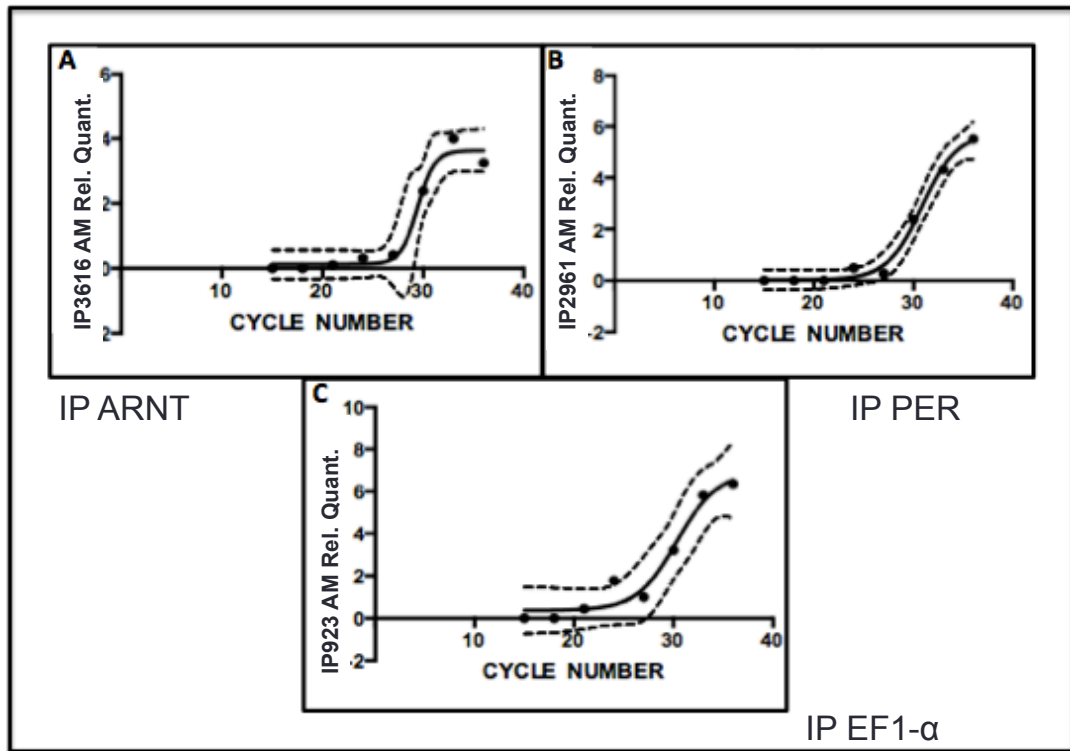 A
IP3616 AM Rel. Quant.
6
4
2
0
2
10
20
30
40
CYCLE NUMBER
B
IP2961 AM Rel. Quant.
8
6
4
2
0
-2
10
20
30
40
CYCLE NUMBER
IP ARNT
IP PER
C
IP923 AM Rel. Quant.
10
8
6
4
2
0
-2
10
20
30
40
CYCLE NUMBER
IP EF1-α